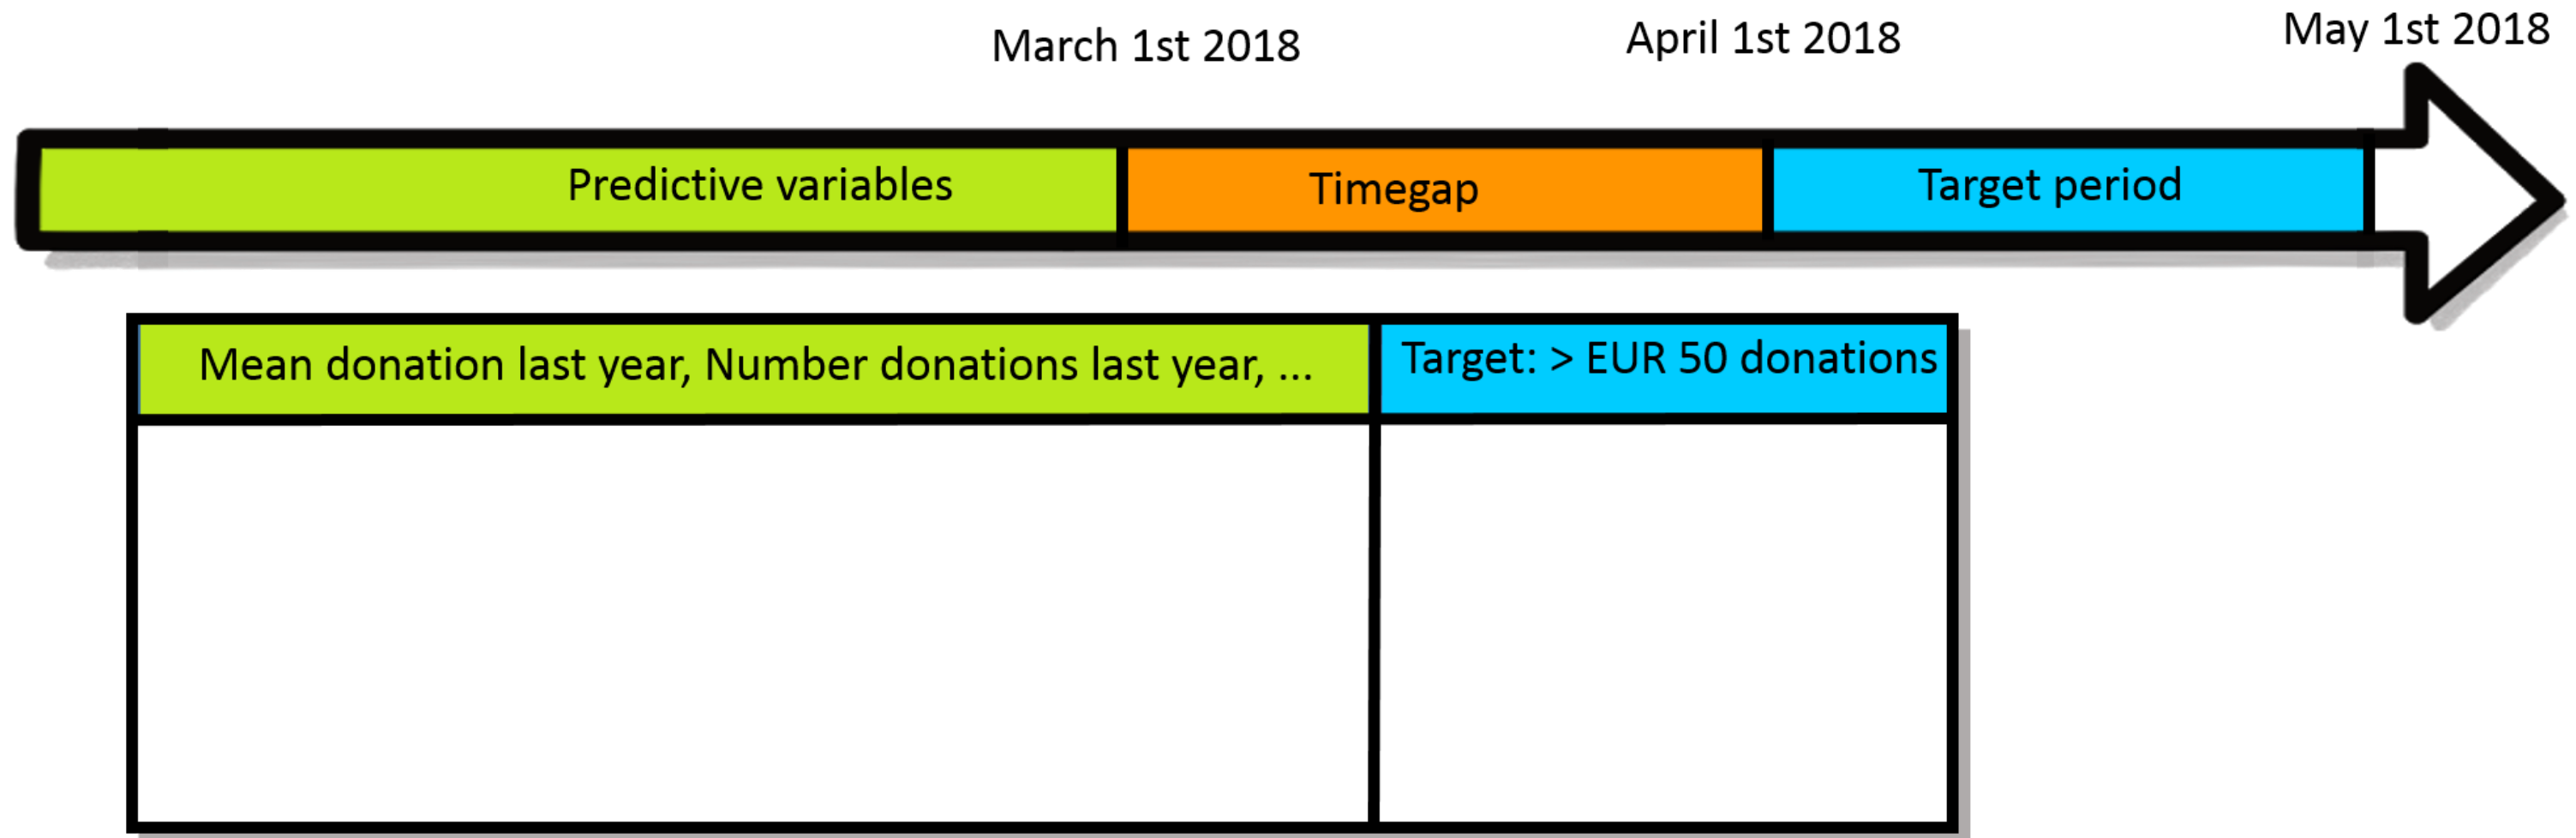 March 1st 2018
April 1st 2018
May 1st 2018
Predictive variables
Timegap
Target period
Mean donation last year, Number donations last year, ...
Target: > EUR 50 donations